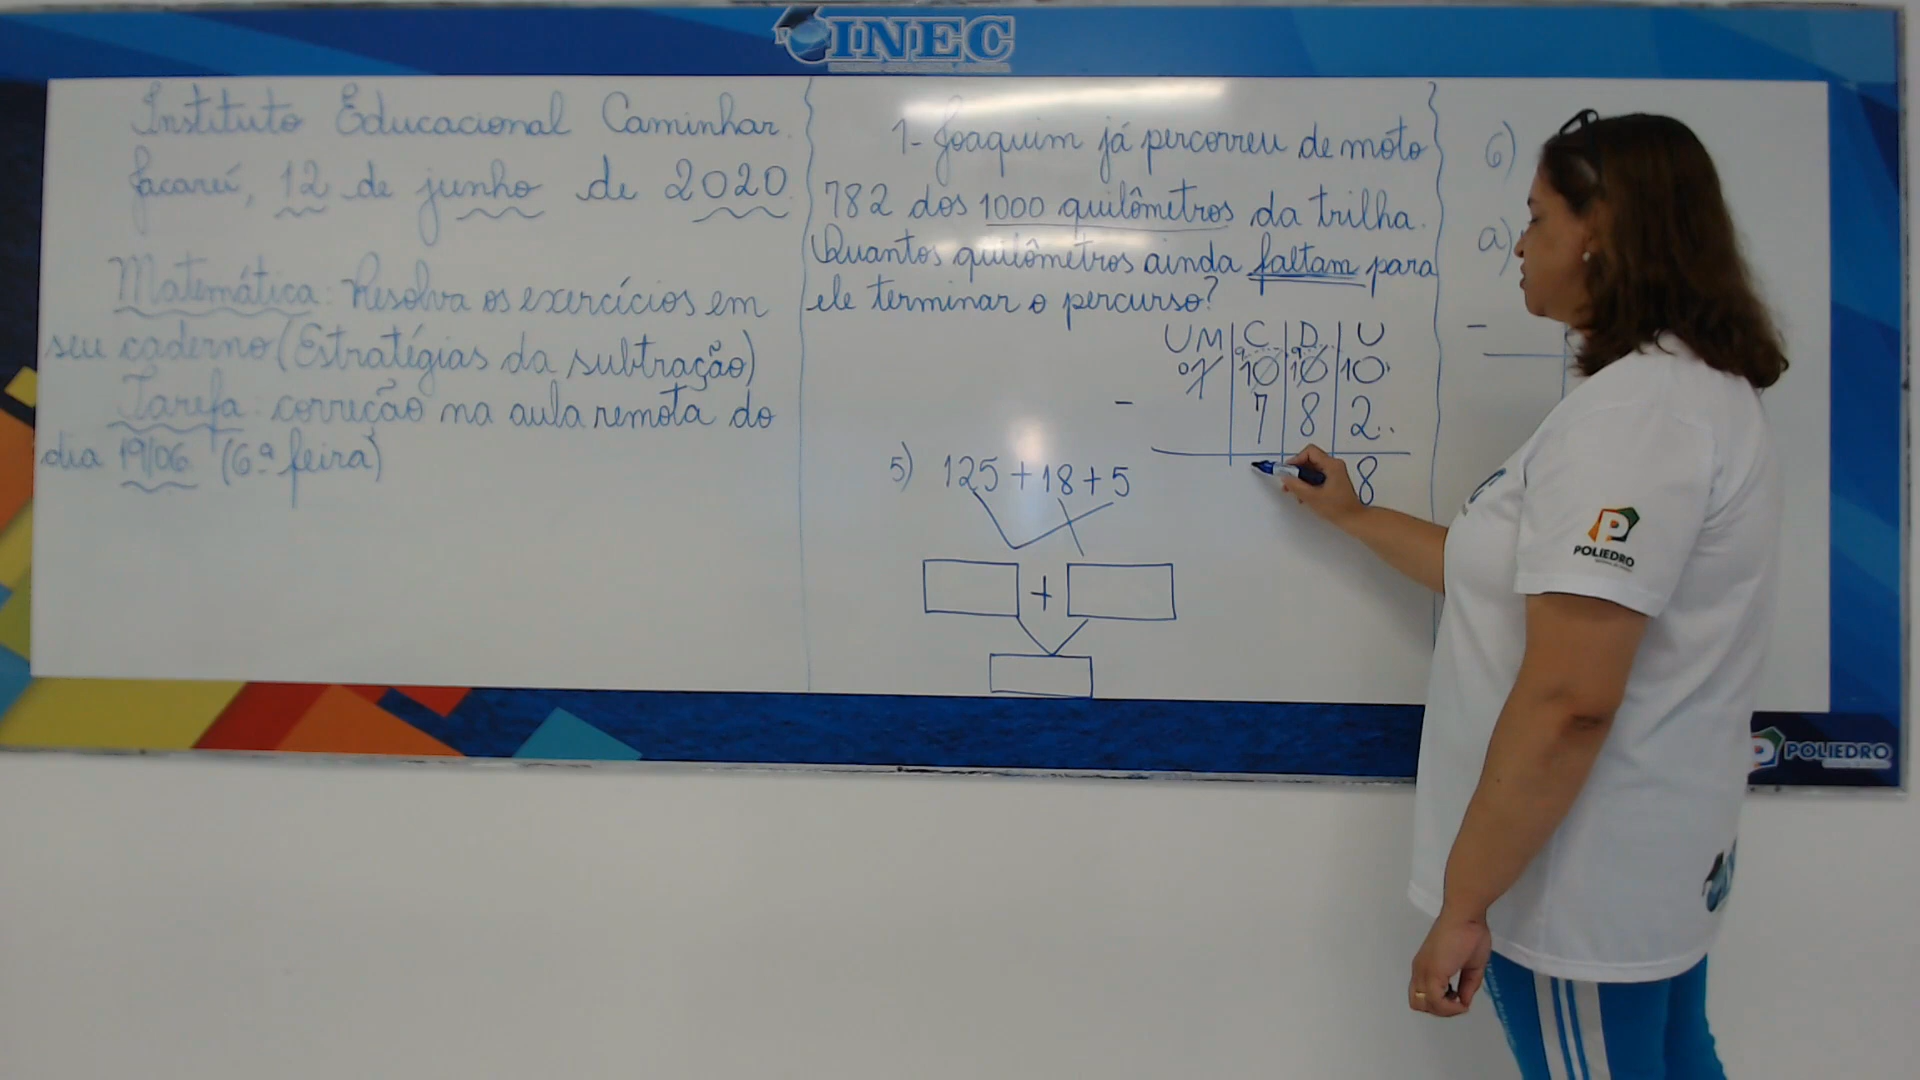 INEC
Instituto Educacional Caminhar.
Jacareí, 12 de junho de 2020.
Matemática: Resolva os exercícios em
seu caderno (Estratégias da subtração)
Tarefa: correção na aula remota do
dia 19/06 (6.ª feira)
1- Joaquim já percorreu de moto
782 dos 1000 quilômetros da trilha.
Quantos quilômetros ainda faltam para
ele terminar o percurso?
UM C D U
9 9
0 1 10 10 10
- 7 8 2
8
5) 125 + 18 + 5
+
6)
a)
-
P
POLIEDRO
POLIEDRO